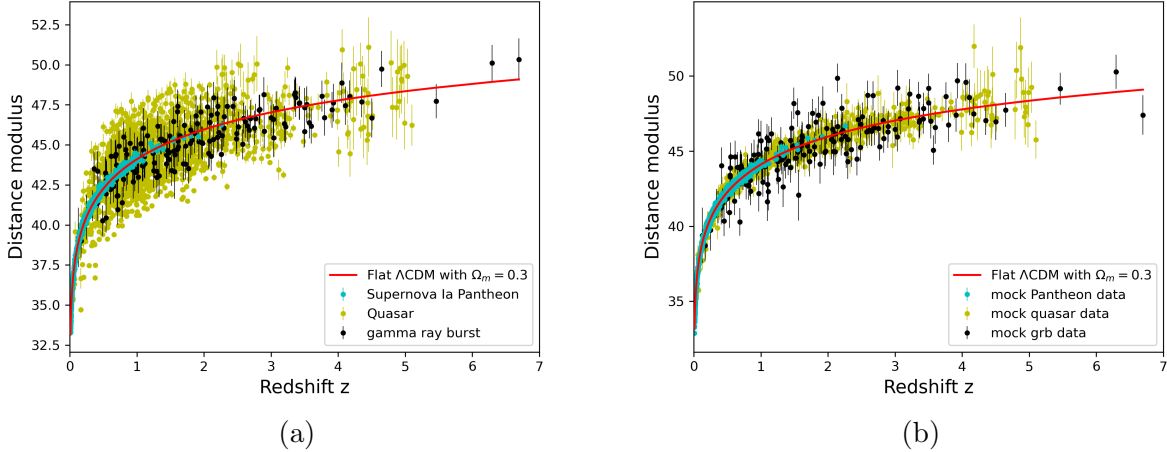 52.5
50.0
47.5
45.0
42.5
40.0
37.5
35.0
32.5
Distance modulus
Flat ΛCDM with Ωm = 0.3
Supernova Ia Pantheon
Quasar
gamma ray burst
0 1 2 3 4 5 6 7
Redshift z
(a)
50
45
40
35
Distance modulus
Flat ΛCDM with Ωm = 0.3
mock Pantheon data
mock quasar data
mock grb data
0 1 2 3 4 5 6 7
Redshift z
(b)